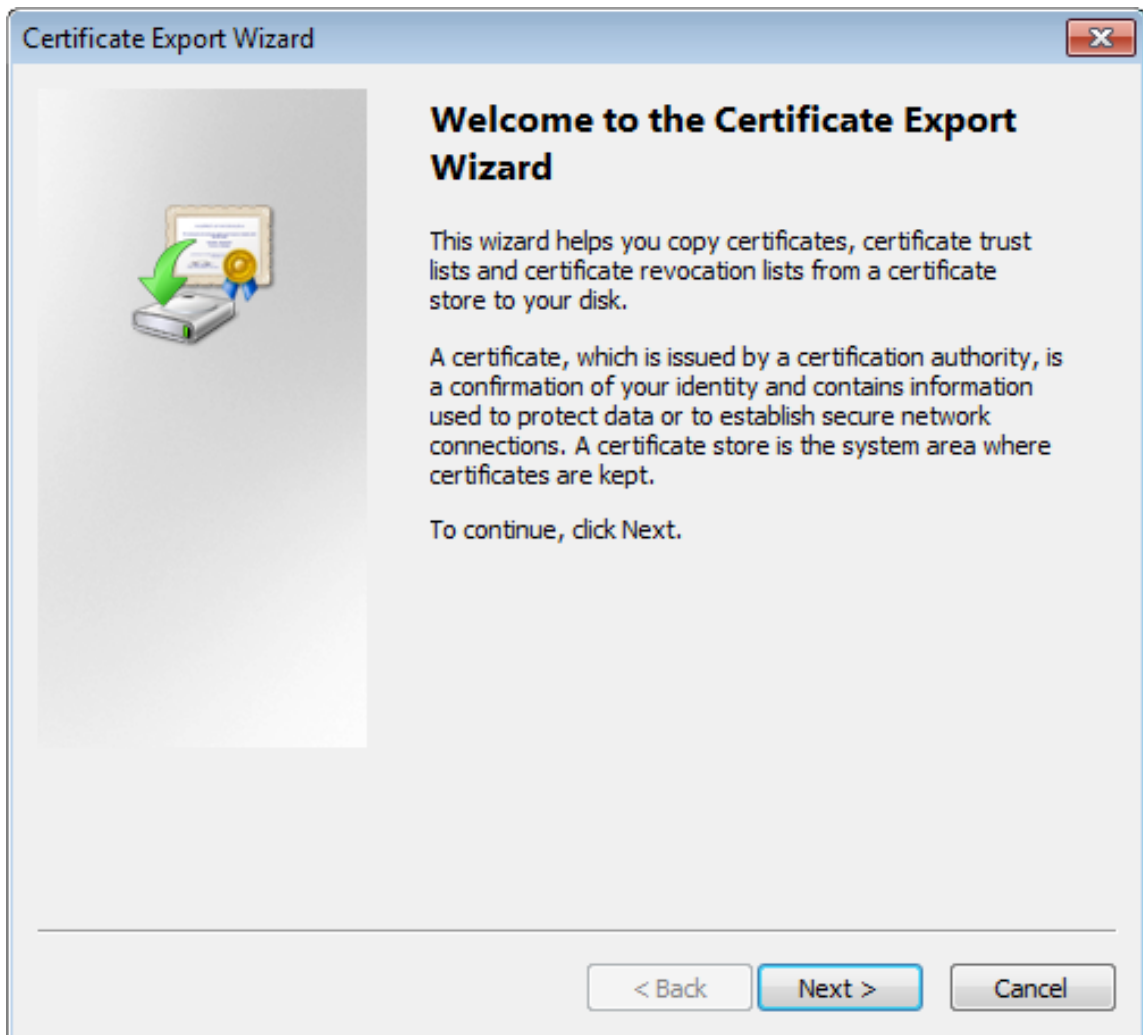 Certificate Export Wizard
Welcome to the Certificate Export
Wizard
This wizard helps you copy certificates, certificate trust
lists and certificate revocation lists from a certificate
store to your disk.
A certificate, which is issued by a certification authority, is
a confirmation of your identity and contains information
used to protect data or to establish secure network
connections. A certificate store is the system area where
certificates are kept.
To continue, click Next.
< Back
Next >
Cancel